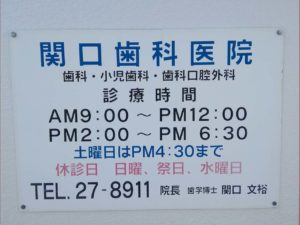 関口歯科医院
歯科・小児歯科・歯科口腔外科
診療時間
AM9:00 ～ PM12:00
PM2:00 ～ PM 6:30
土曜日はPM4:30まで
休診日 日曜、祭日、水曜日
TEL. 27-8911 院長 歯学博士 関口 文裕